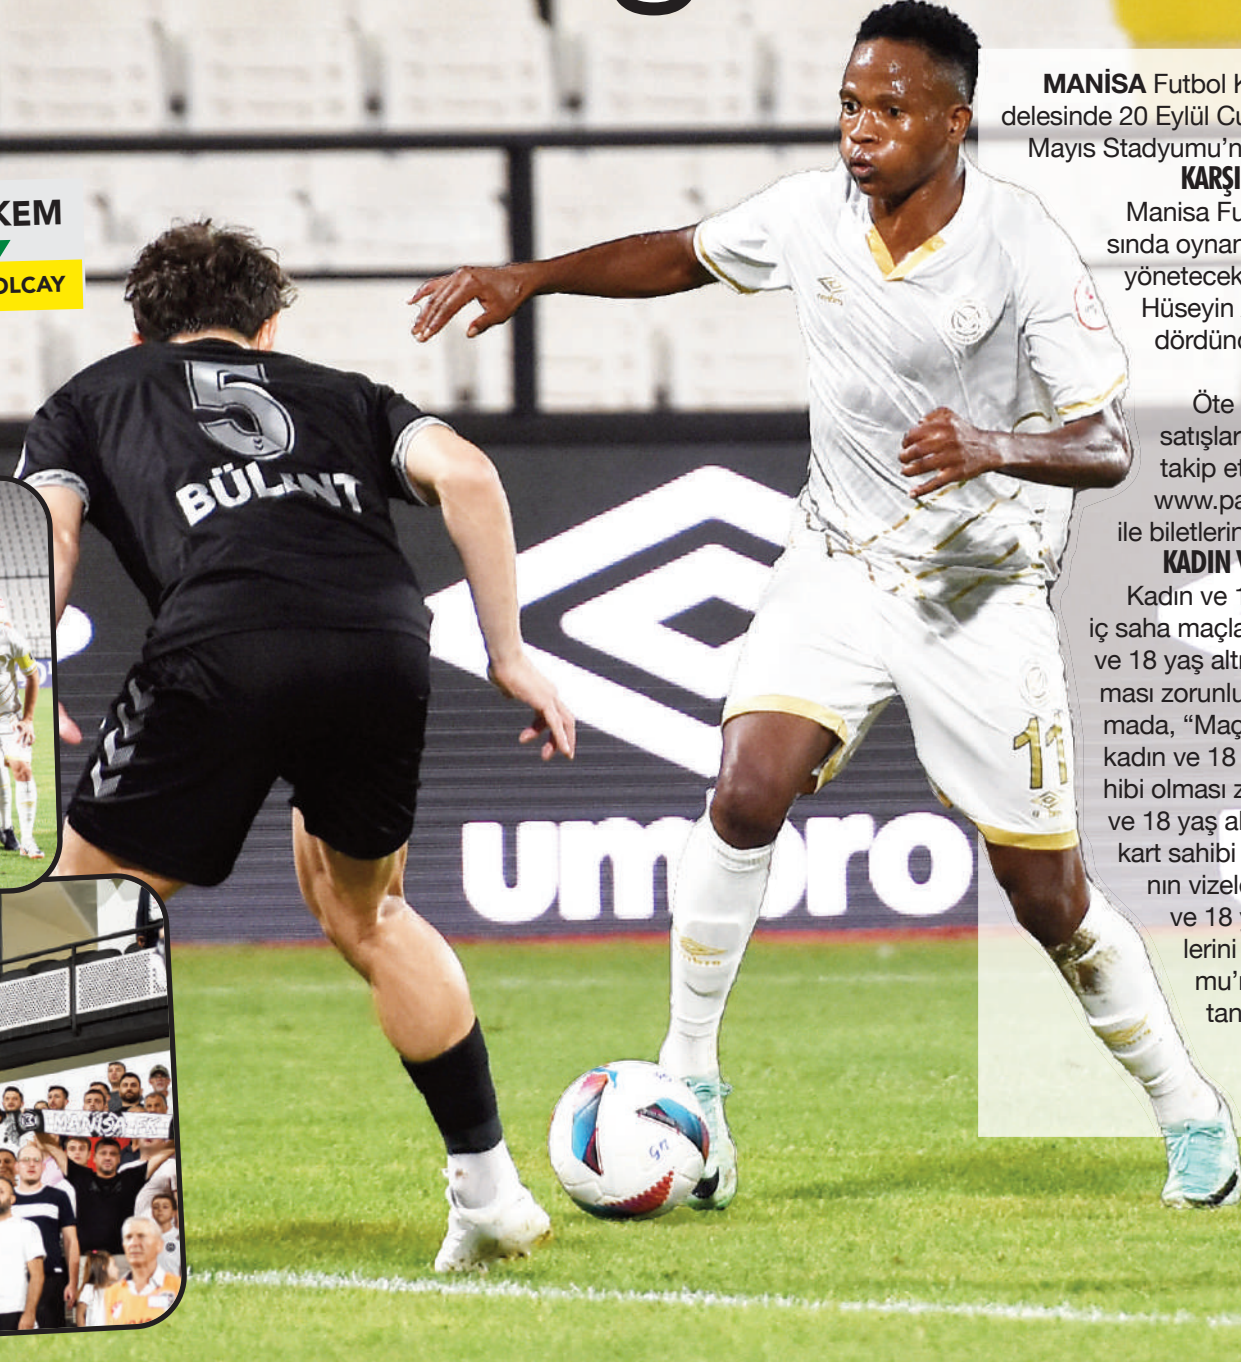 KEM
OLCAY
MANİSA Futbol K
delesinde 20 Eylül Cu
Mayıs Stadyumu'n
KARŞI
Manisa Fu
sında oynan
yönetecek
Hüseyin
dördünc
Öte
satışlar
takip et
www.pa
ile biletlerin
KADIN Y
Kadın ve 1
iç saha maçla
ve 18 yaş altı
ması zorunlu
mada, “Maç
kadın ve 18
hibi olması z
ve 18 yaş al
kart sahibi
nın vizele
ve 18 y
lerini
mu'n
tan
5
BÜLENT
11
umbro
MANİSA FK